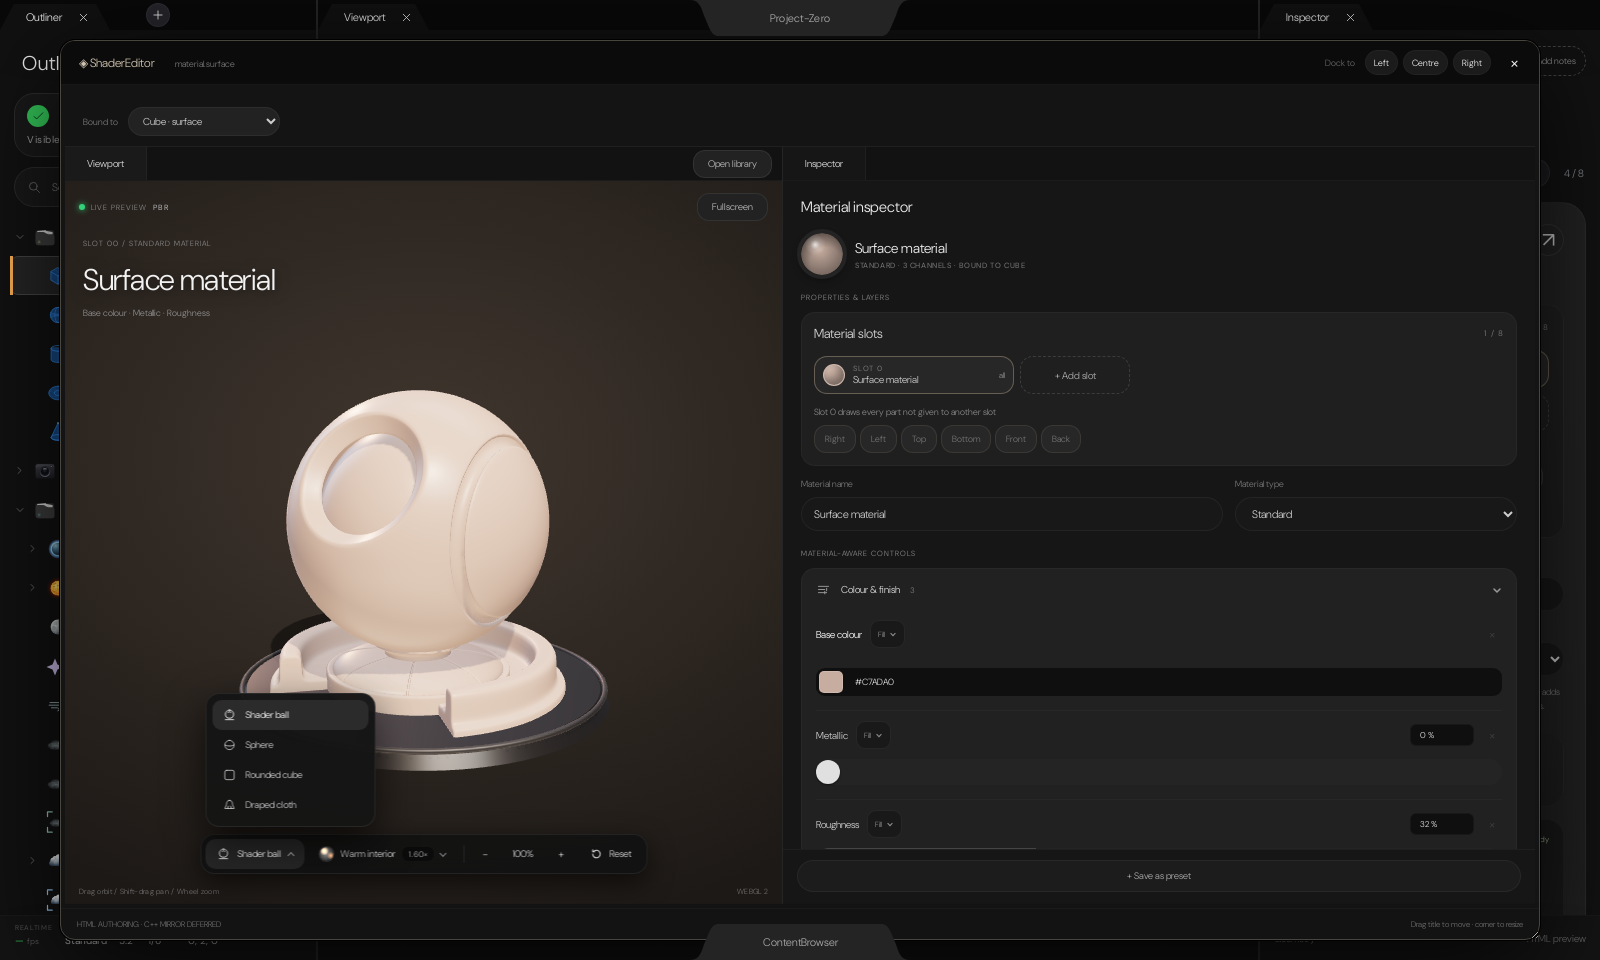 Outliner
Viewport
Project-Zero
Inspector
Outl
ShaderEditor
material.surface
Dock to
Left
Centre
Right
dd notes
Visible
Bound to
Cube · surface
Viewport
Open library
Inspector
4 / 8
LIVE PREVIEW PBR
Fullscreen
Material inspector
SLOT 00 / STANDARD MATERIAL
Surface material
Base colour · Metallic · Roughness
Surface material
STANDARD · 3 CHANNELS · BOUND TO CUBE
PROPERTIES & LAYERS
Material slots
1 / 8
SLOT 0
Surface material
all
+ Add slot
Slot 0 draws every part not given to another slot
Right
Left
Top
Bottom
Front
Back
Material name
Material type
Surface material
Standard
MATERIAL-AWARE CONTROLS
Colour & finish 3
Base colour
Fill
#C7ADA0
Metallic
Fill
0 %
Roughness
Fill
32 %
Shader ball
Sphere
Rounded cube
Draped cloth
Shader ball
Warm interior
1.60×
−
100%
+
Reset
+ Save as preset
Drag orbit / Shift-drag pan / Wheel zoom
WEBGL 2
HTML AUTHORING · C++ MIRROR DEFERRED
Drag title to move · corner to resize
REALTIME
fps
ContentBrowser
HTML preview
adds